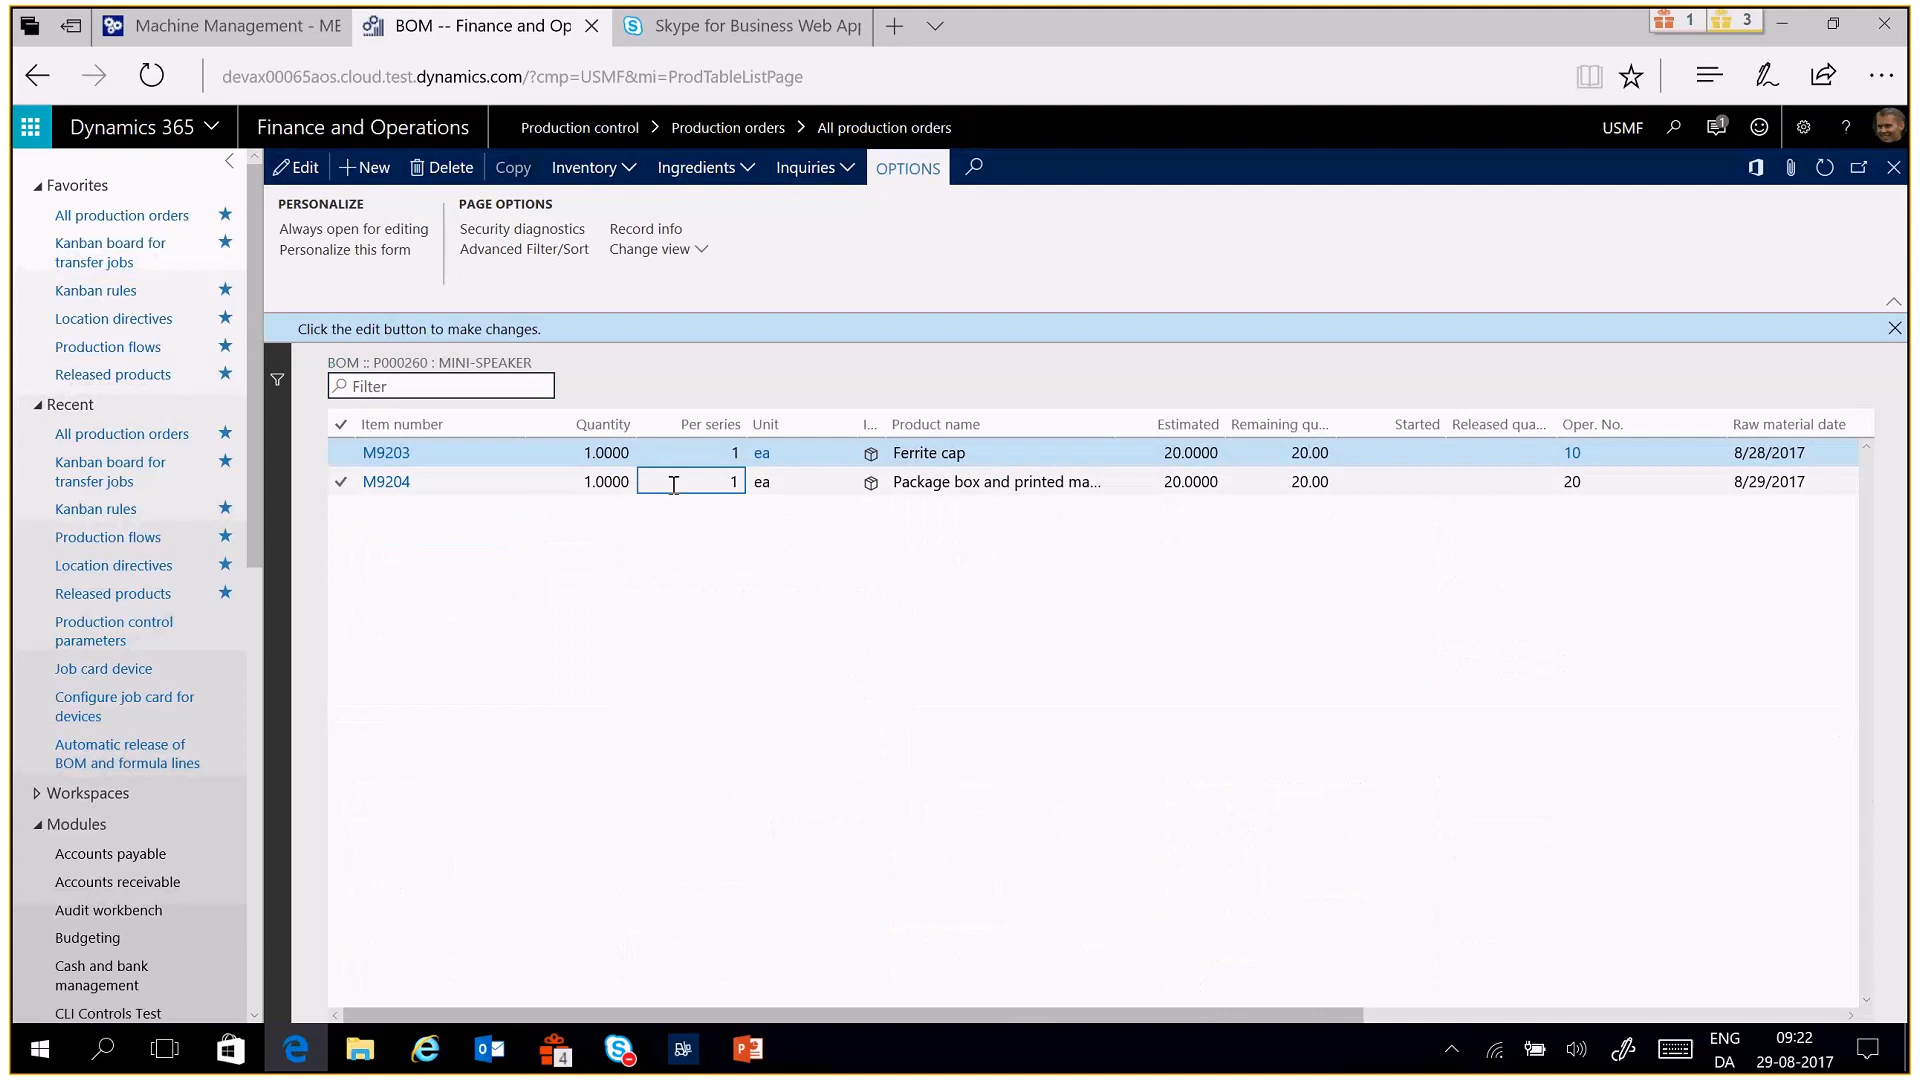 Machine Management - ME
BOM -- Finance and Op
Skype for Business Web App
1
3
devax00065aos.cloud.test.dynamics.com/?cmp=USMF&mi=ProdTableListPage
Dynamics 365
Finance and Operations
Production control > Production orders > All production orders
USMF
1
?
Edit
New
Delete
Copy
Inventory
Ingredients
Inquiries
OPTIONS
PERSONALIZE
Always open for editing
Personalize this form
PAGE OPTIONS
Security diagnostics
Advanced Filter/Sort
Record info
Change view
Click the edit button to make changes.
Favorites
All production orders
Kanban board for
transfer jobs
Kanban rules
Location directives
Production flows
Released products
Recent
All production orders
Kanban board for
transfer jobs
Kanban rules
Production flows
Location directives
Released products
Production control
parameters
Job card device
Configure job card for
devices
Automatic release of
BOM and formula lines
Workspaces
Modules
Accounts payable
Accounts receivable
Audit workbench
Budgeting
Cash and bank
management
CLI Controls Test
BOM :: P000260 : MINI-SPEAKER
Filter
Item number Quantity Per series Unit I... Product name Estimated Remaining qu... Started Released qua... Oper. No. Raw material date
M9203 1.0000 1 ea Ferrite cap 20.0000 20.00 10 8/28/2017
M9204 1.0000 1 ea Package box and printed ma... 20.0000 20.00 20 8/29/2017
4
ENG
DA
09:22
29-08-2017